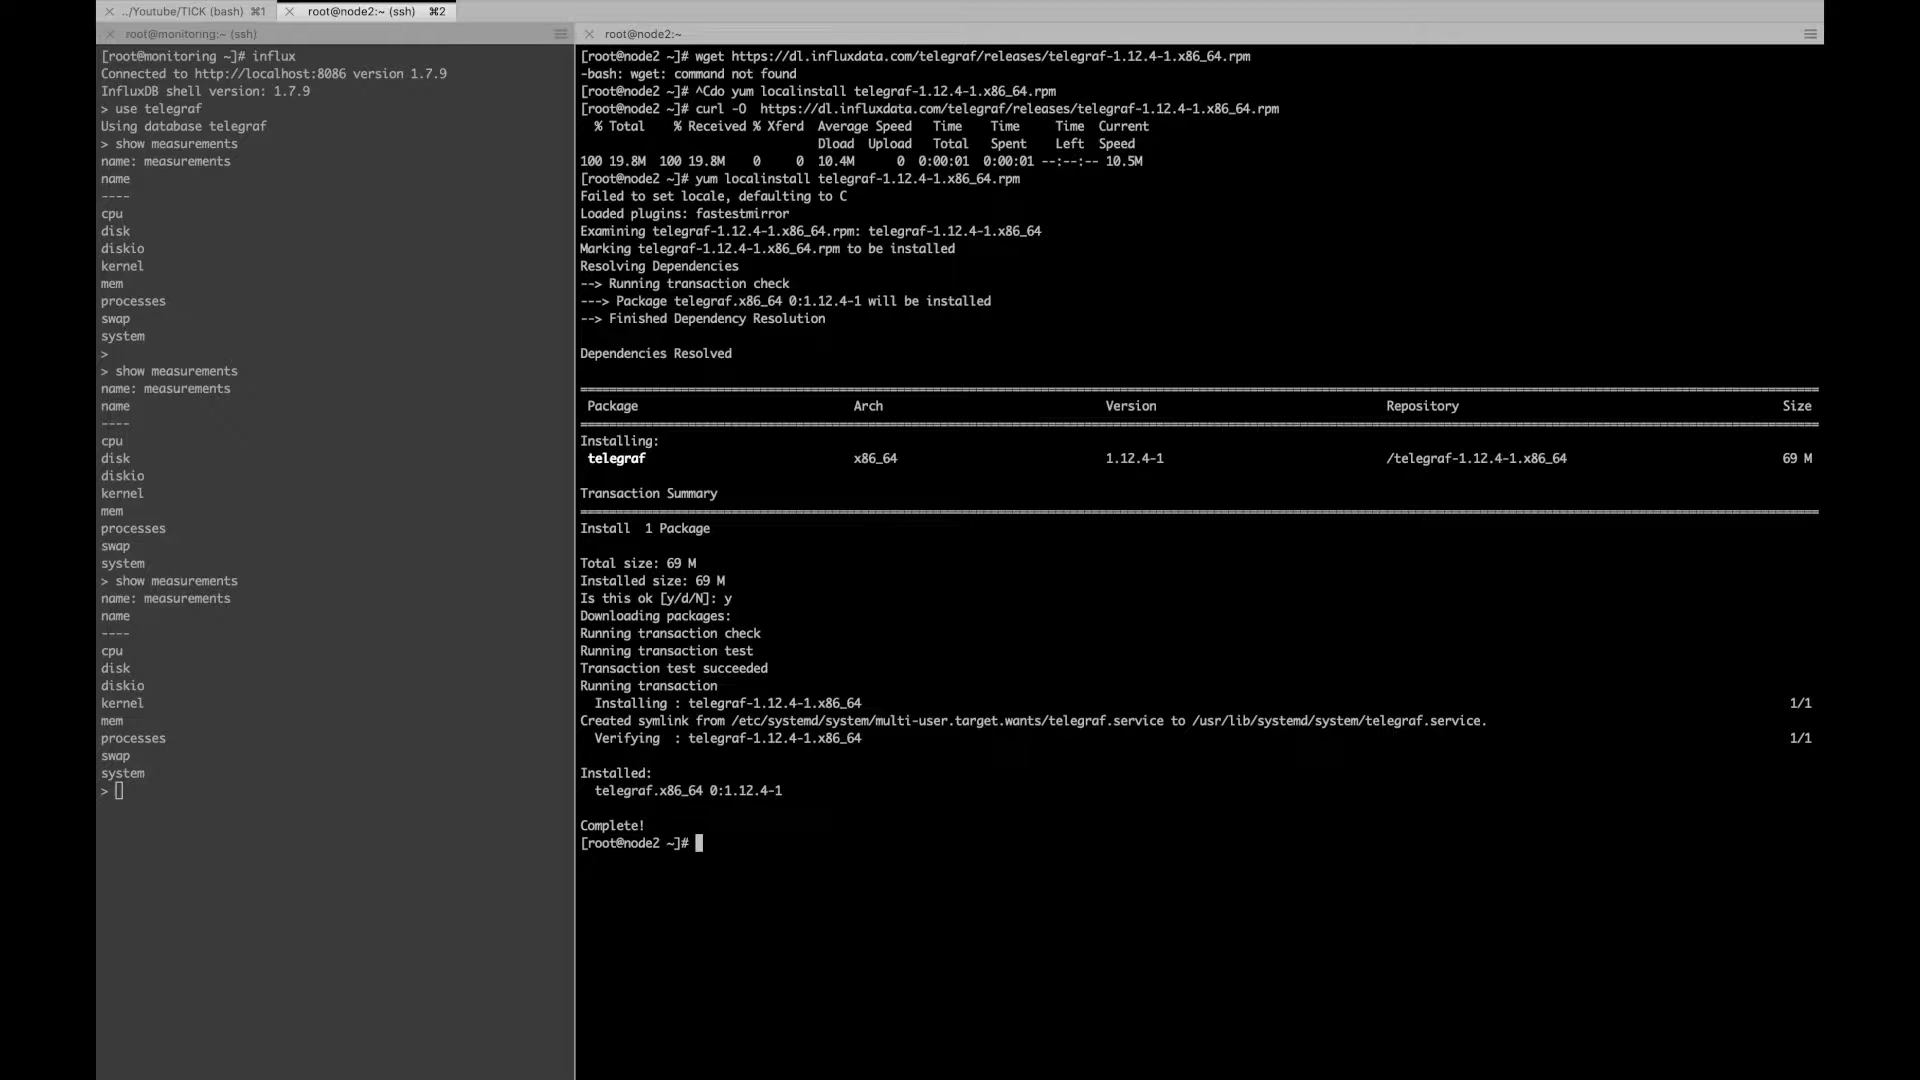 ../Youtube/TICK (bash) ⌘1
root@node2:~ (ssh) ⌘2
root@monitoring:~ (ssh)
[root@monitoring ~]# influx
Connected to http://localhost:8086 version 1.7.9
InfluxDB shell version: 1.7.9
> use telegraf
Using database telegraf
> show measurements
name: measurements
name
----
cpu
disk
diskio
kernel
mem
processes
swap
system
>
> show measurements
name: measurements
name
----
cpu
disk
diskio
kernel
mem
processes
swap
system
> show measurements
name: measurements
name
----
cpu
disk
diskio
kernel
mem
processes
swap
system
>
root@node2:~
[root@node2 ~]# wget https://dl.influxdata.com/telegraf/releases/telegraf-1.12.4-1.x86_64.rpm
-bash: wget: command not found
[root@node2 ~]# ^Cdo yum localinstall telegraf-1.12.4-1.x86_64.rpm
[root@node2 ~]# curl -O  https://dl.influxdata.com/telegraf/releases/telegraf-1.12.4-1.x86_64.rpm
% Total    % Received % Xferd  Average Speed   Time    Time     Time  Current
Dload  Upload   Total   Spent    Left  Speed
100 19.8M  100 19.8M   0     0  10.4M      0  0:00:01  0:00:01 --:--:-- 10.5M
[root@node2 ~]# yum localinstall telegraf-1.12.4-1.x86_64.rpm
Failed to set locale, defaulting to C
Loaded plugins: fastestmirror
Examining telegraf-1.12.4-1.x86_64.rpm: telegraf-1.12.4-1.x86_64
Marking telegraf-1.12.4-1.x86_64.rpm to be installed
Resolving Dependencies
--> Running transaction check
---> Package telegraf.x86_64 0:1.12.4-1 will be installed
--> Finished Dependency Resolution
Dependencies Resolved
Package Arch Version Repository Size
Installing:
telegraf x86_64 1.12.4-1 /telegraf-1.12.4-1.x86_64 69 M
Transaction Summary
Install  1 Package
Total size: 69 M
Installed size: 69 M
Is this ok [y/d/N]: y
Downloading packages:
Running transaction check
Running transaction test
Transaction test succeeded
Running transaction
Installing : telegraf-1.12.4-1.x86_64 1/1
Created symlink from /etc/systemd/system/multi-user.target.wants/telegraf.service to /usr/lib/systemd/system/telegraf.service.
Verifying  : telegraf-1.12.4-1.x86_64 1/1
Installed:
telegraf.x86_64 0:1.12.4-1
Complete!
[root@node2 ~]#